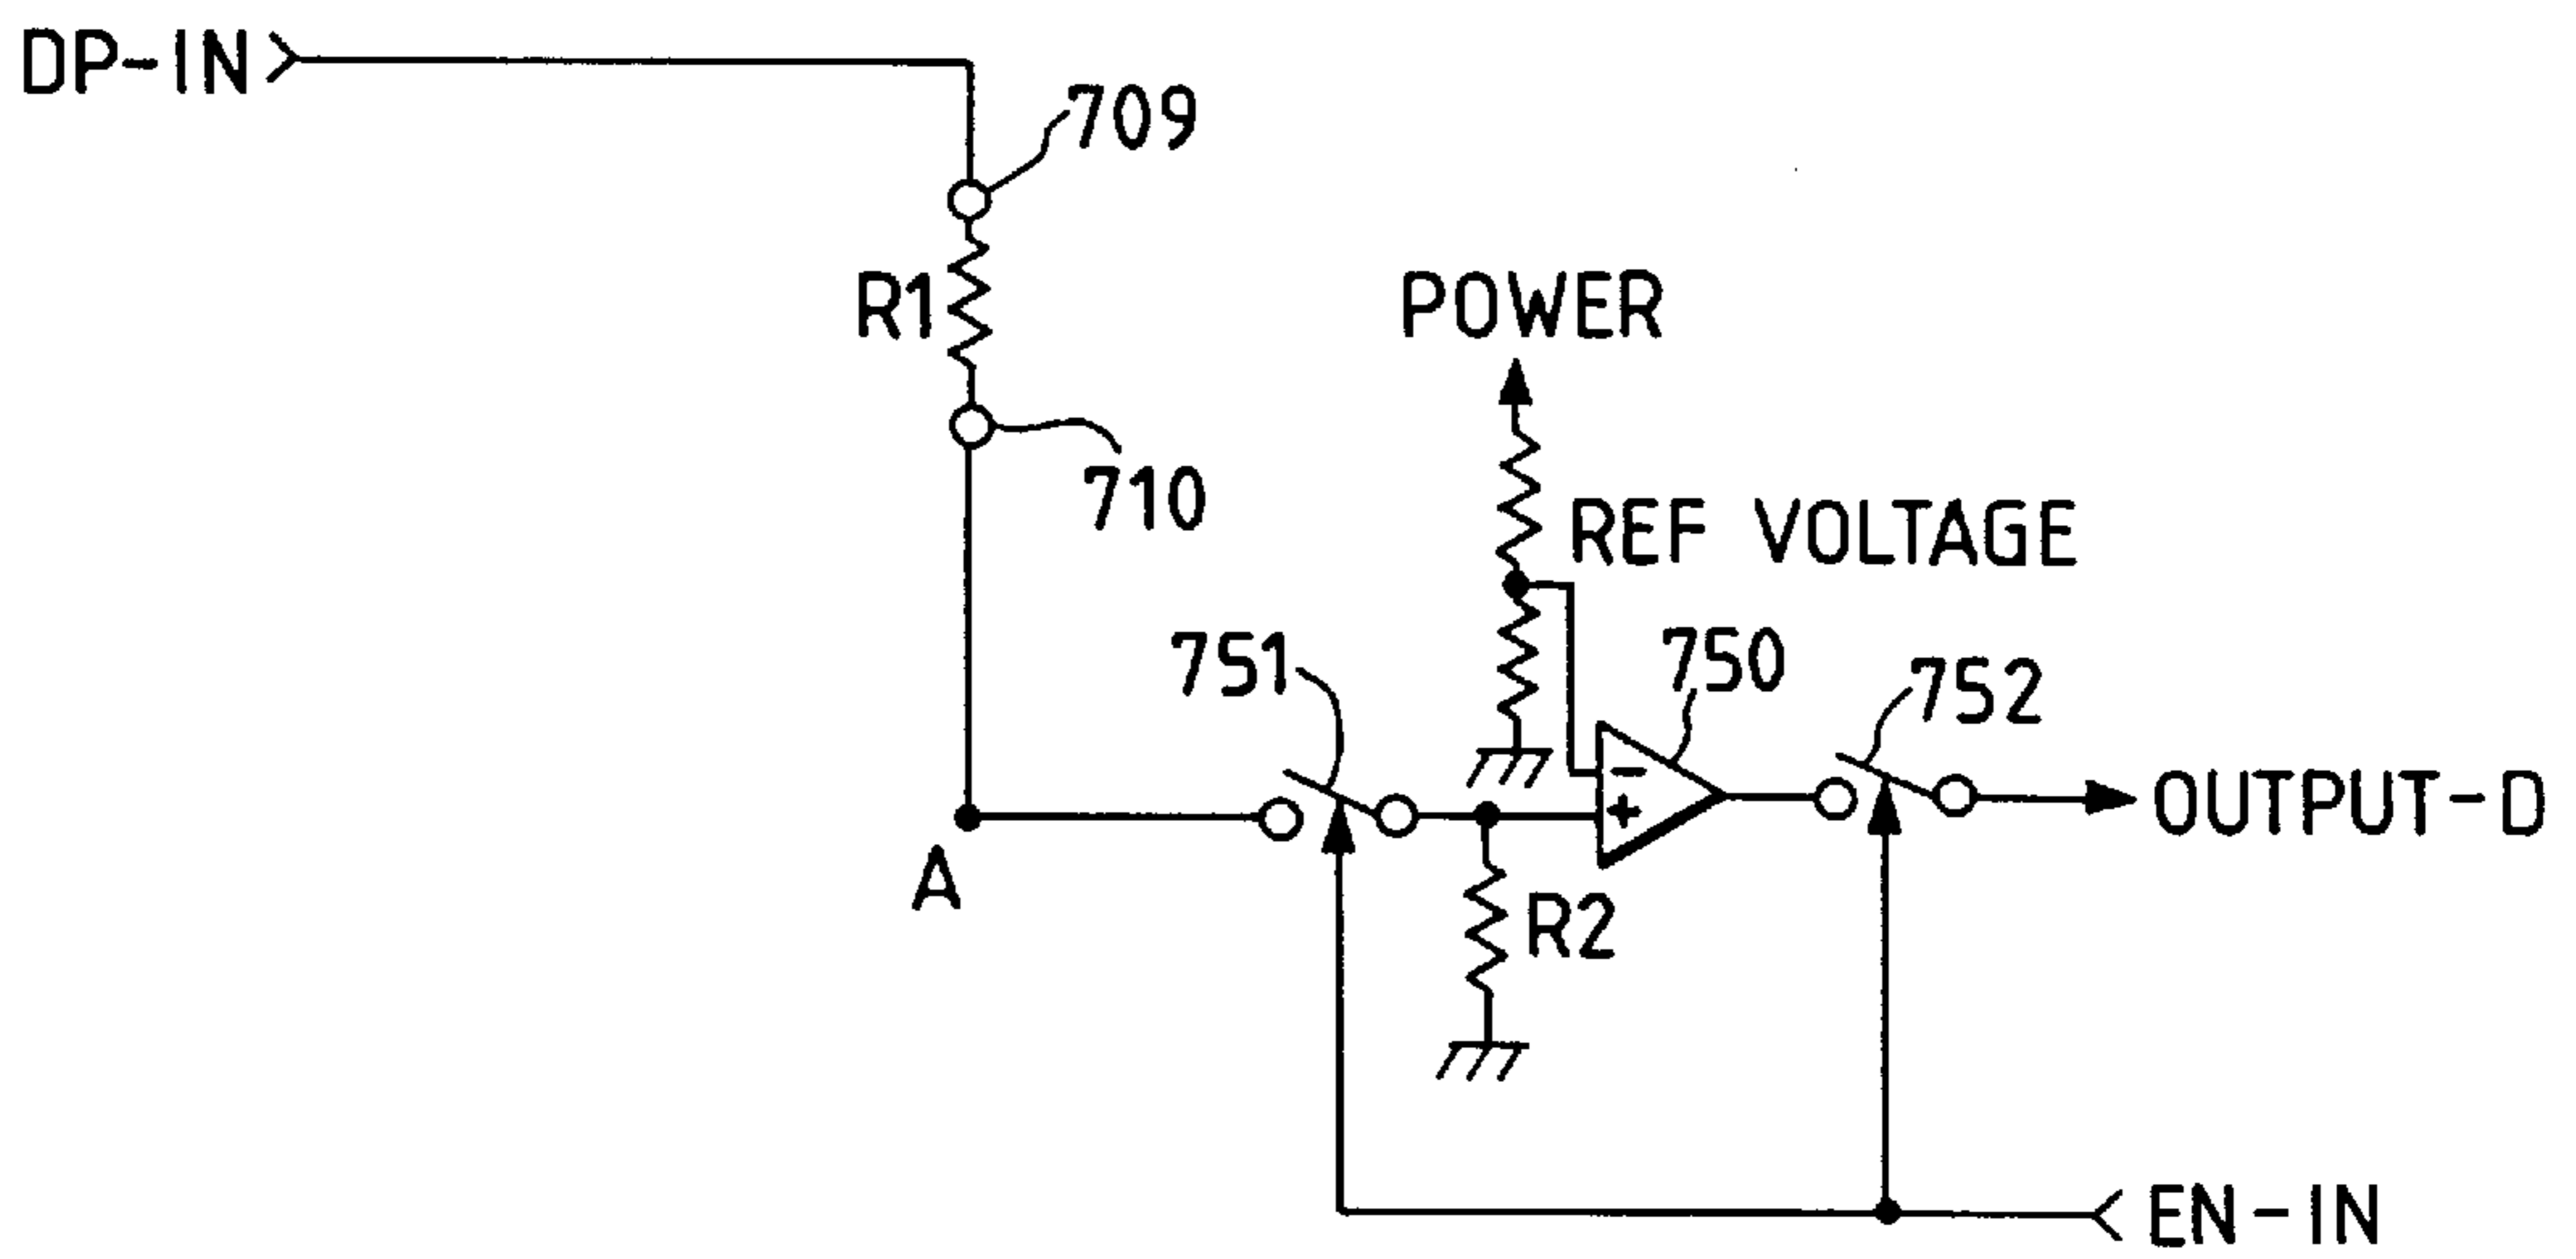 DP-IN
709
R1
POWER
710
REF VOLTAGE
751
750
752
OUTPUT-D
-
+
A
R2
EN-IN